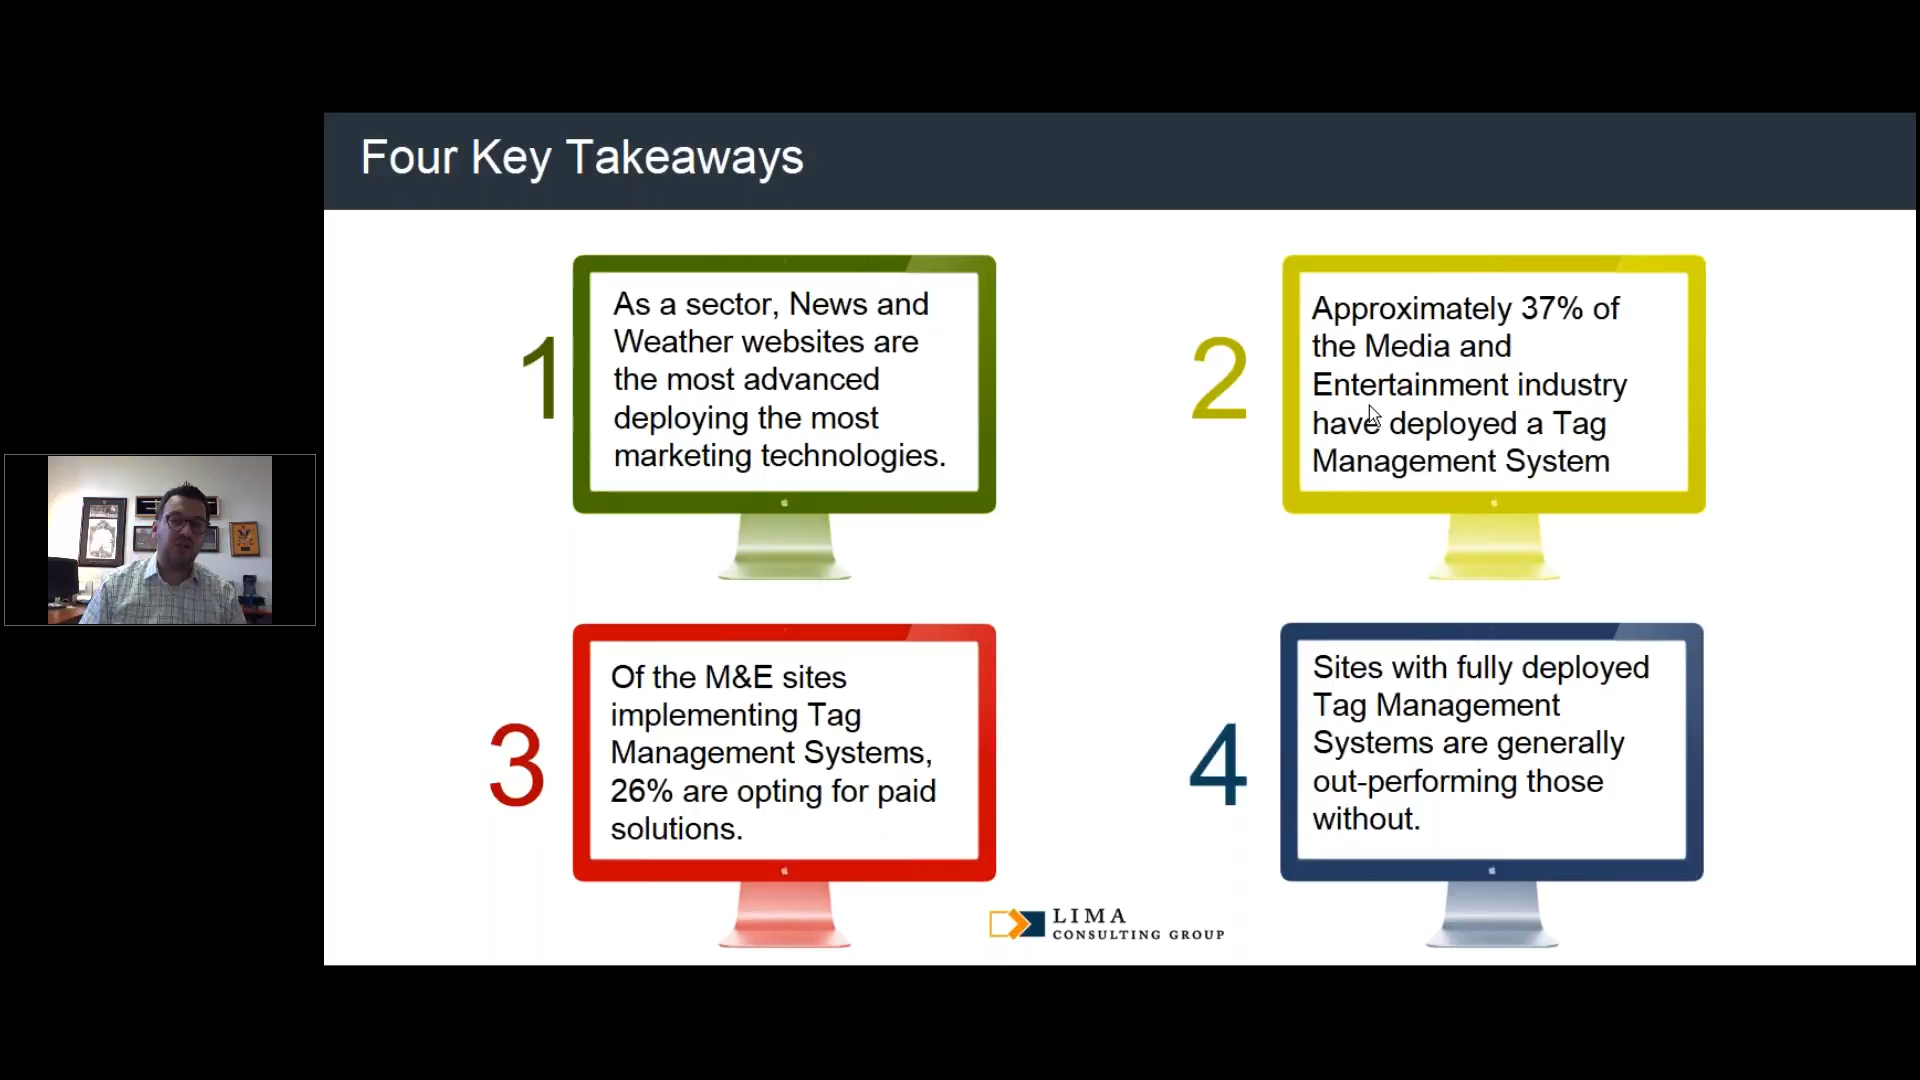 Four Key Takeaways
1
As a sector, News and
Weather websites are
the most advanced
deploying the most
marketing technologies.
2
Approximately 37% of
the Media and
Entertainment industry
have deployed a Tag
Management System
3
Of the M&E sites
implementing Tag
Management Systems,
26% are opting for paid
solutions.
4
Sites with fully deployed
Tag Management
Systems are generally
out-performing those
without.
LIMA
CONSULTING GROUP